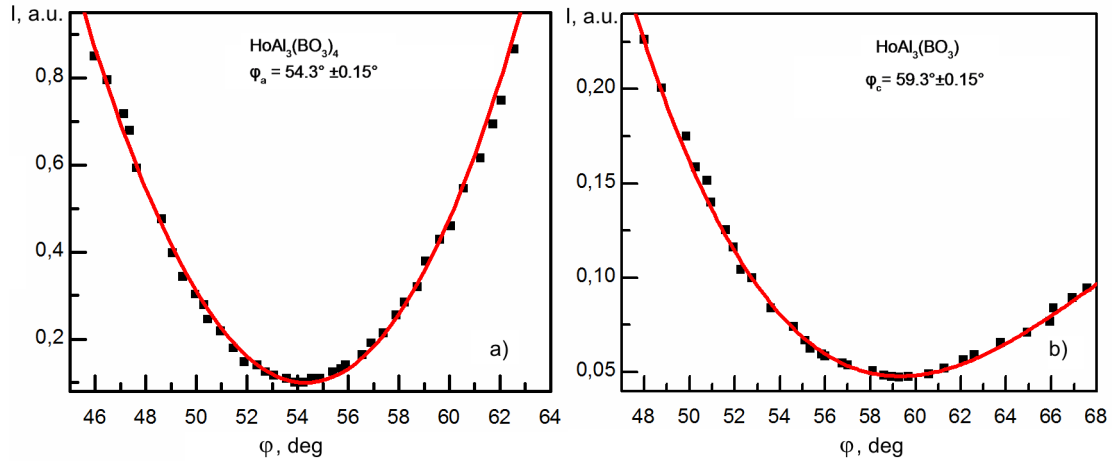 I, a.u.
HoAl₃(BO₃)₄
φₐ = 54.3° ±0.15°
0,8
0,6
0,4
0,2
a)
46 48 50 52 54 56 58 60 62 64
φ, deg
I, a.u.
HoAl₃(BO₃)
φ꜀= 59.3°±0.15°
0,20
0,15
0,10
0,05
b)
48 50 52 54 56 58 60 62 64 66 68
φ, deg